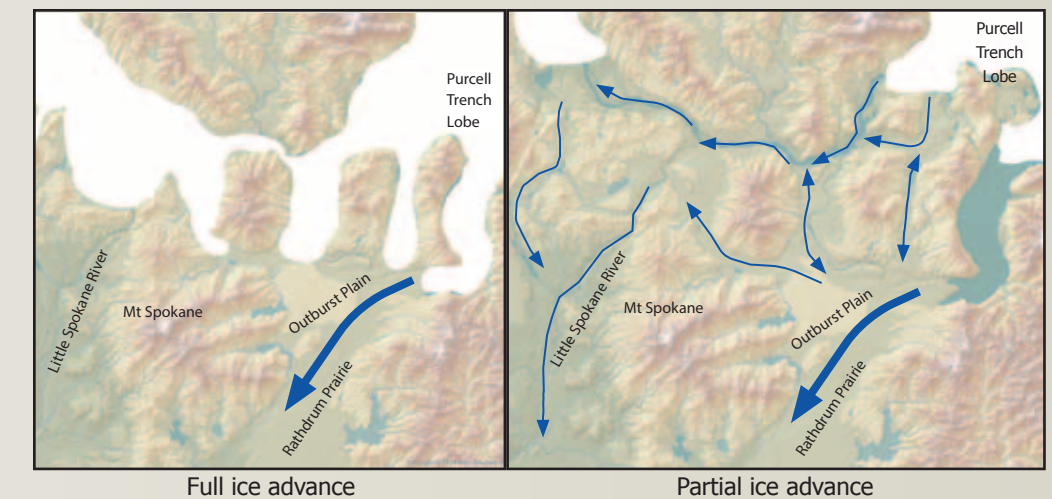 Purcell
Trench
Lobe
Little Spokane River
Mt Spokane
Outburst Plain
Rathdrum Prairie
Full ice advance
Purcell
Trench
Lobe
Little Spokane River
Mt Spokane
Outburst Plain
Rathdrum Prairie
Partial ice advance